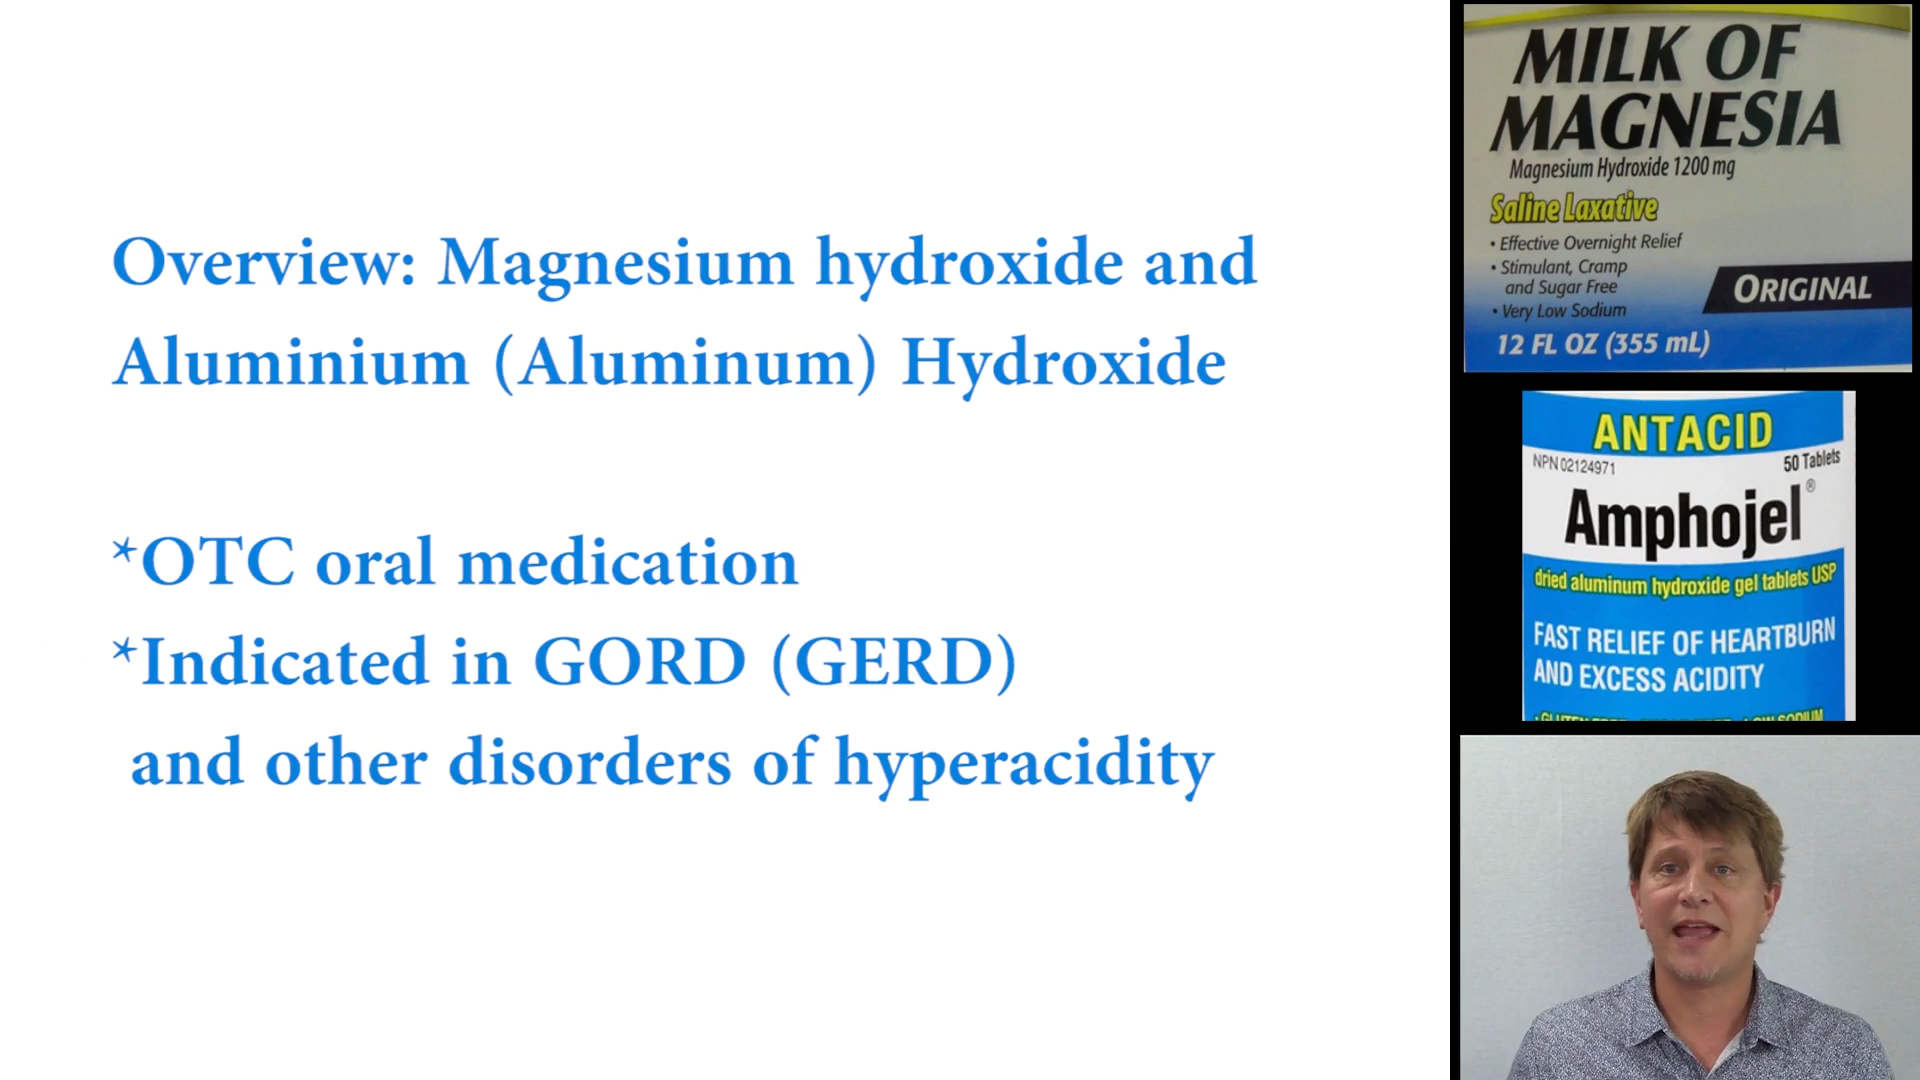 Overview: Magnesium hydroxide and
Aluminium (Aluminum) Hydroxide
*OTC oral medication
*Indicated in GORD (GERD)
and other disorders of hyperacidity
MILK OF
MAGNESIA
Magnesium Hydroxide 1200 mg
Saline Laxative
• Effective Overnight Relief
• Stimulant, Cramp
and Sugar Free
• Very Low Sodium
ORIGINAL
12 FL OZ (355 mL)
ANTACID
NPN 02124971
50 Tablets
Amphojel®
dried aluminum hydroxide gel tablets USP
FAST RELIEF OF HEARTBURN
AND EXCESS ACIDITY